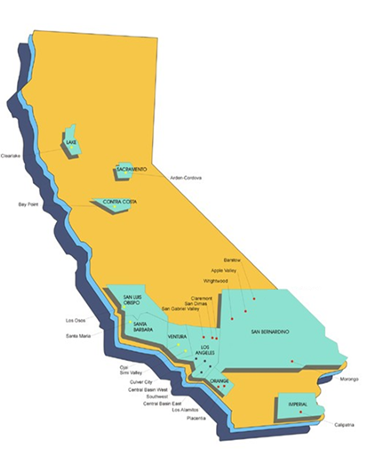 LAKE
Clearlake
SACRAMENTO
Arden-Cordova
CONTRA COSTA
Bay Point
Barstow
Apple Valley
Wrightwood
Claremont
San Dimas
San Gabriel Valley
SAN LUIS
OBISPO
Los Osos
SANTA
BARBARA
Santa Maria
VENTURA
LOS
ANGELES
SAN BERNARDINO
Ojai
Simi Valley
Culver City
Central Basin West
Southwest
Central Basin East
Los Alamitos
Placentia
ORANGE
Morongo
IMPERIAL
Calipatria